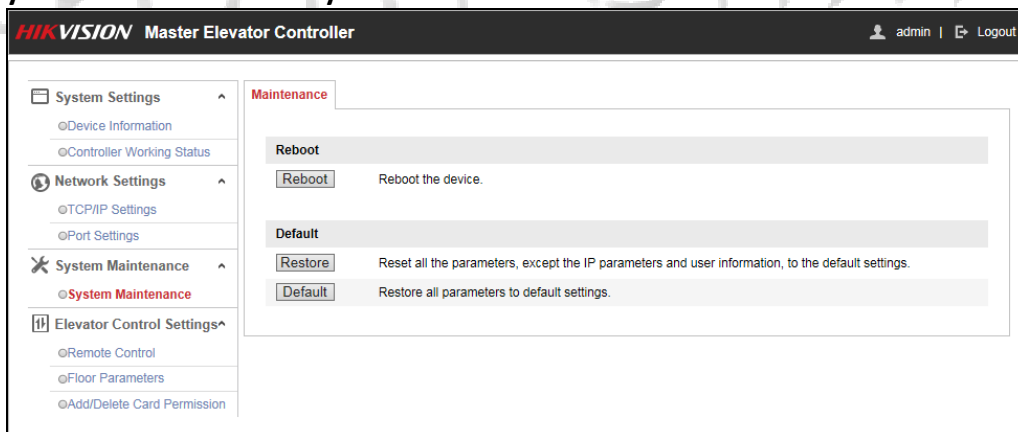 HIKVISION Master Elevator Controller
admin | Logout
System Settings
Device Information
Controller Working Status
Network Settings
TCP/IP Settings
Port Settings
System Maintenance
System Maintenance
Elevator Control Settings
Remote Control
Floor Parameters
Add/Delete Card Permission
Maintenance
Reboot
Reboot Reboot the device.
Default
Restore Reset all the parameters, except the IP parameters and user information, to the default settings.
Default Restore all parameters to default settings.